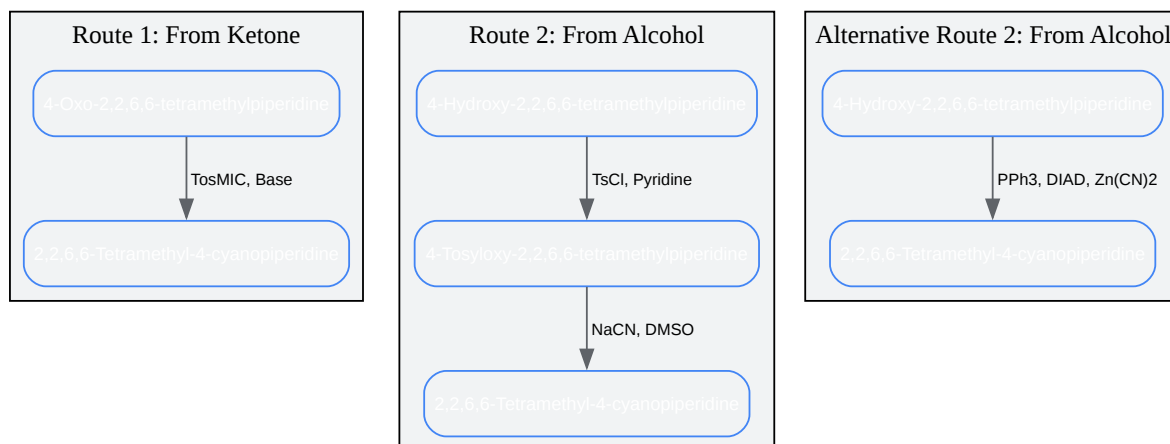 Route 1: From Ketone
4-Oxo-2,2,6,6-tetramethylpiperidine
TosMIC, Base
2,2,6,6-Tetramethyl-4-cyanopiperidine
Route 2: From Alcohol
4-Hydroxy-2,2,6,6-tetramethylpiperidine
TsCl, Pyridine
4-Tosyloxy-2,2,6,6-tetramethylpiperidine
NaCN, DMSO
2,2,6,6-Tetramethyl-4-cyanopiperidine
Alternative Route 2: From Alcohol
4-Hydroxy-2,2,6,6-tetramethylpiperidine
PPh3, DIAD, Zn(CN)2
2,2,6,6-Tetramethyl-4-cyanopiperidine